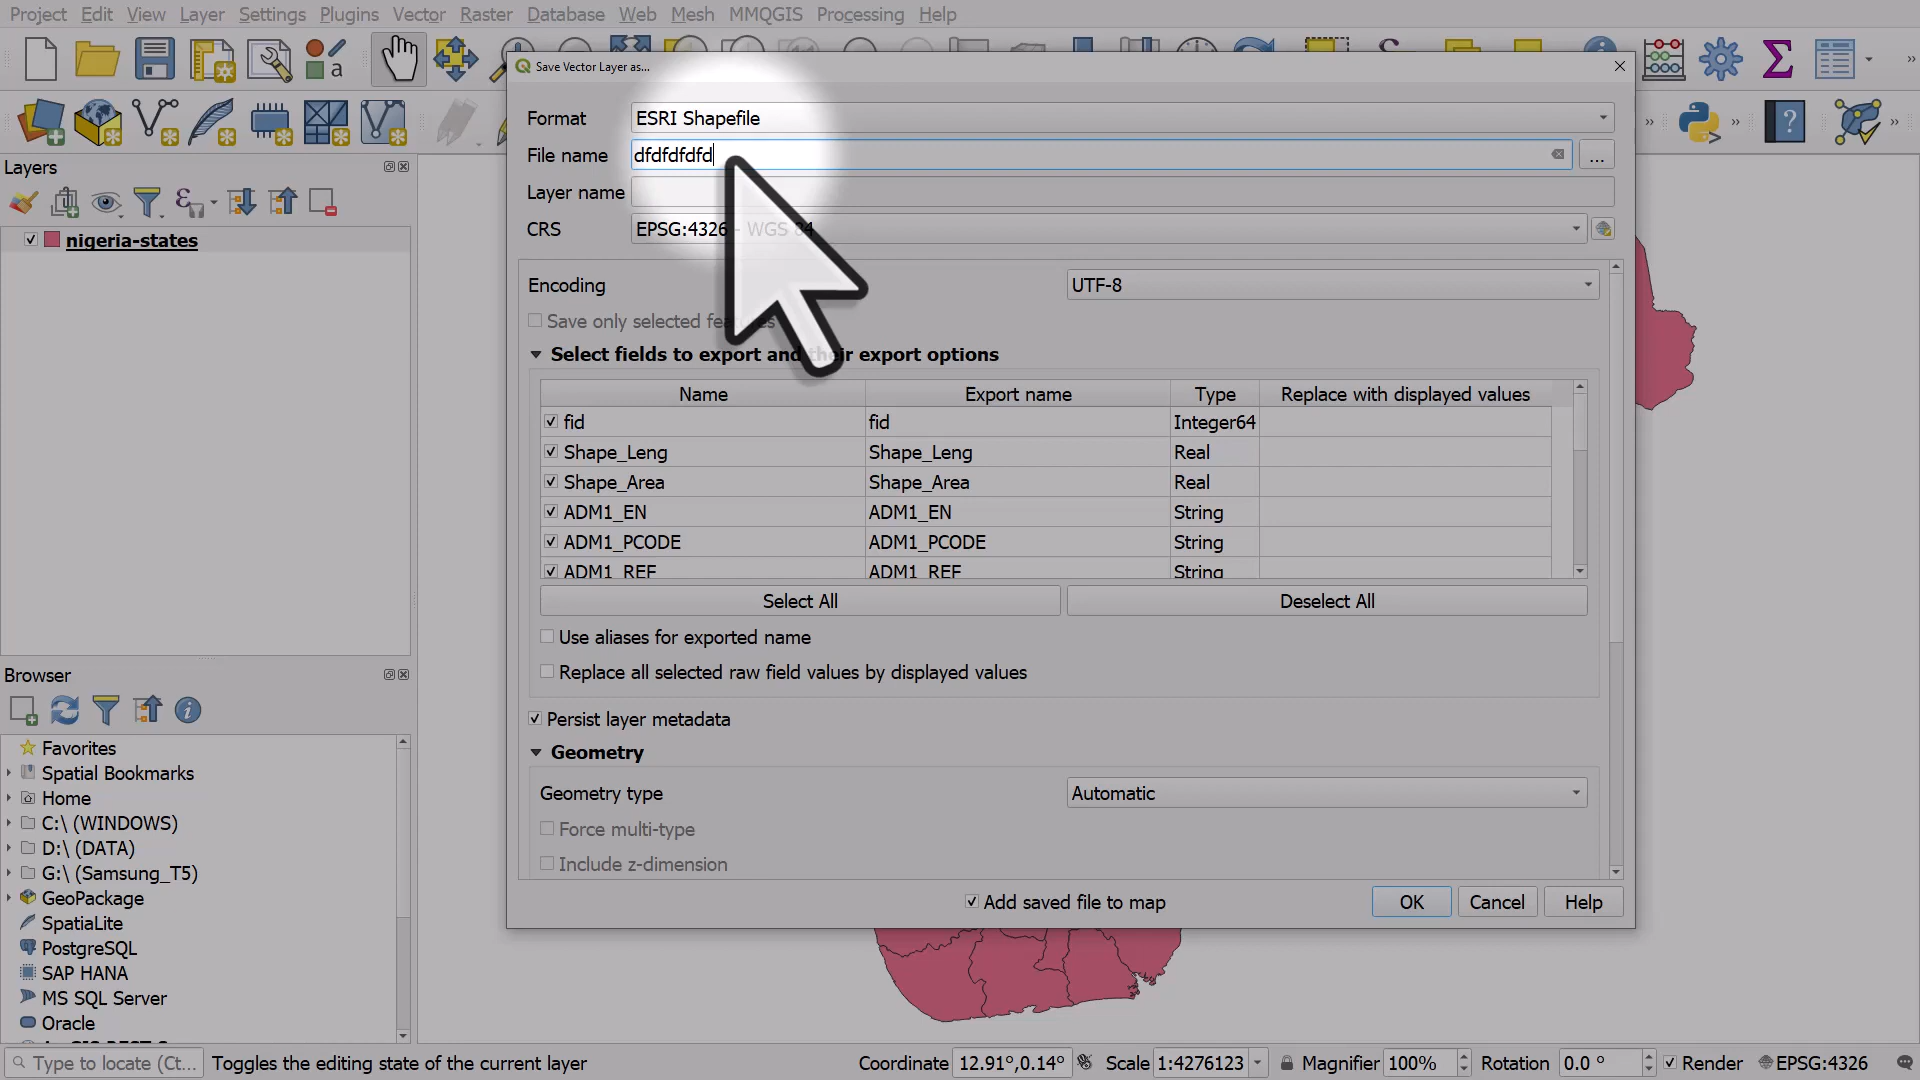 Project Edit View Layer Settings Plugins Vector Raster Database Web Mesh MMQGIS Processing Help
Save Vector Layer as...
Format ESRI Shapefile
File name dfdfdfdfd ...
Layer name
CRS EPSG:4326 - WGS 84
Layers
nigeria-states
Encoding UTF-8
Save only selected features
Select fields to export and their export options
Name Export name Type Replace with displayed values
fid fid Integer64
Shape_Leng Shape_Leng Real
Shape_Area Shape_Area Real
ADM1_EN ADM1_EN String
ADM1_PCODE ADM1_PCODE String
ADM1_REF ADM1_REF String
Select All Deselect All
Use aliases for exported name
Replace all selected raw field values by displayed values
Persist layer metadata
Geometry
Geometry type Automatic
Force multi-type
Include z-dimension
Add saved file to map OK Cancel Help
Browser
Favorites
Spatial Bookmarks
Home
C:\ (WINDOWS)
D:\ (DATA)
G:\ (Samsung_T5)
GeoPackage
SpatiaLite
PostgreSQL
SAP HANA
MS SQL Server
Oracle
Type to locate (Ct... Toggles the editing state of the current layer Coordinate 12.91°,0.14° Scale 1:4276123 Magnifier 100% Rotation 0.0 ° Render EPSG:4326